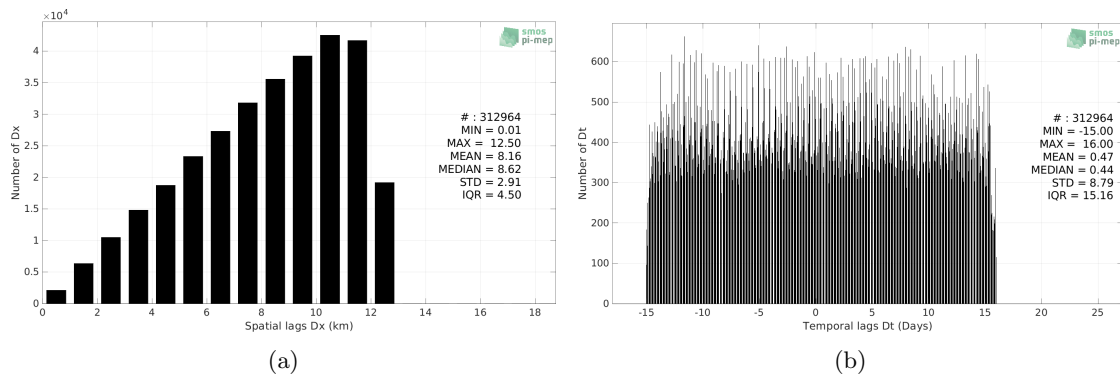 ×10⁴
4
3.5
3
2.5
2
1.5
1
0.5
0
Number of Dx
0 2 4 6 8 10 12 14 16 18
Spatial lags Dx (km)
smos
pi-mep
# : 312964
MIN = 0.01
MAX = 12.50
MEAN = 8.16
MEDIAN = 8.62
STD = 2.91
IQR = 4.50
(a)
600
500
400
300
200
100
0
Number of Dt
-15 -10 -5 0 5 10 15 20 25
Temporal lags Dt (Days)
smos
pi-mep
# : 312964
MIN = -15.00
MAX = 16.00
MEAN = 0.47
MEDIAN = 0.44
STD = 8.79
IQR = 15.16
(b)